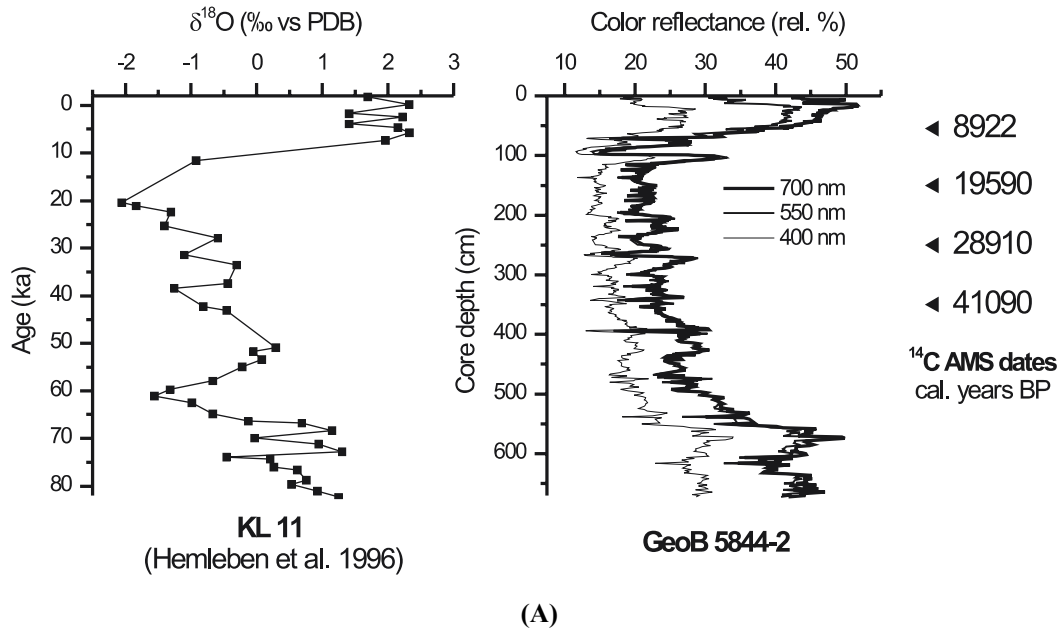 δ¹⁸O (‰ vs PDB)
-2 -1 0 1 2 3
0
10
20
30
40
50
60
70
80
Age (ka)
KL 11
(Hemleben et al. 1996)
Color reflectance (rel. %)
10 20 30 40 50
0
100
200
300
400
500
600
Core depth (cm)
700 nm
550 nm
400 nm
GeoB 5844-2
8922
19590
28910
41090
¹⁴C AMS dates
cal. years BP
(A)